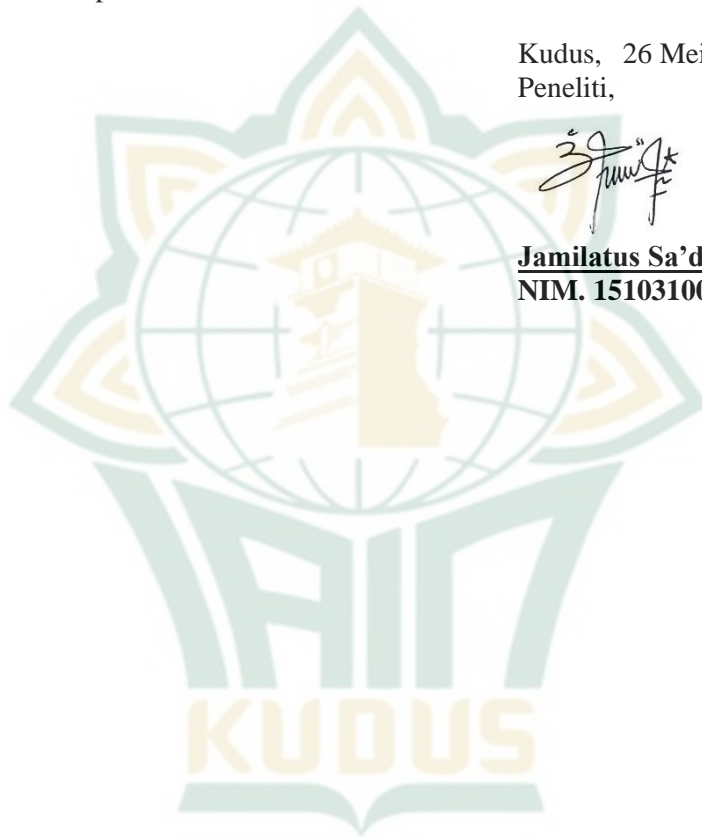 Kudus, 26 Mei
Peneliti,
Jamilatus Sa’d
NIM. 15103100
IAIN
KUDUS